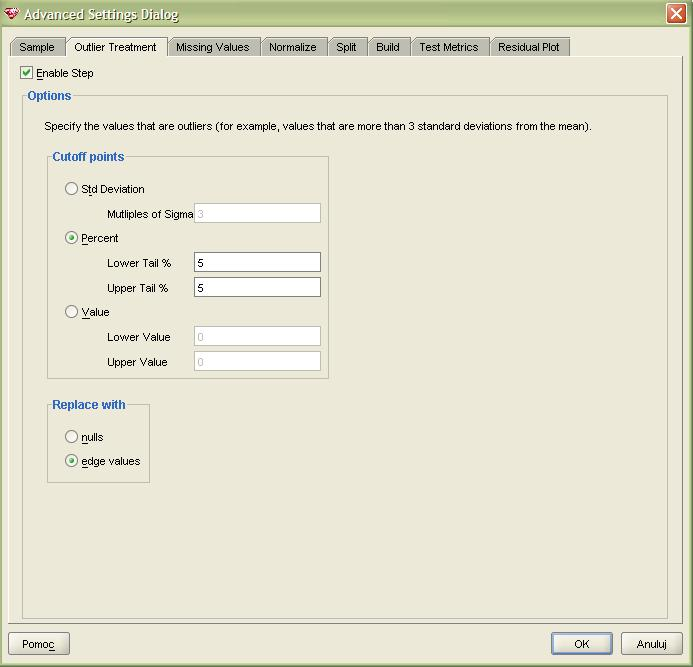 Advanced Settings Dialog
Sample Outlier Treatment Missing Values Normalize Split Build Test Metrics Residual Plot
Enable Step
Options
Specify the values that are outliers (for example, values that are more than 3 standard deviations from the mean).
Cutoff points
Std Deviation
Mutliples of Sigma 3
Percent
Lower Tail % 5
Upper Tail % 5
Value
Lower Value 0
Upper Value 0
Replace with
nulls
edge values
Pomoc OK Anuluj